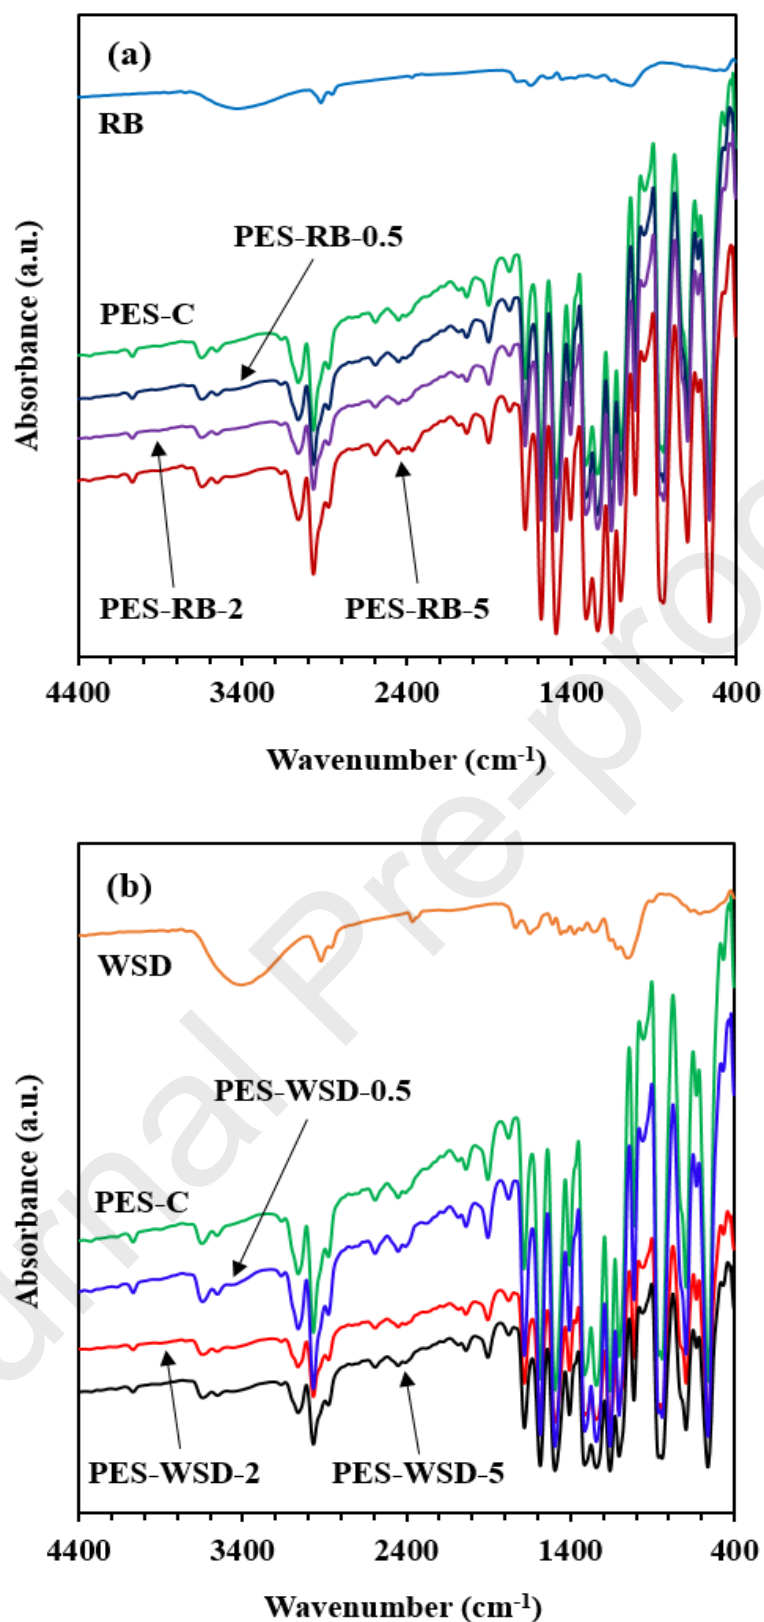 (a)
RB
PES-RB-0.5
PES-C
PES-RB-2
PES-RB-5
Absorbance (a.u.)
4400 3400 2400 1400 400
Wavenumber (cm-1)
(b)
WSD
PES-WSD-0.5
PES-C
PES-WSD-2
PES-WSD-5
Absorbance (a.u.)
4400 3400 2400 1400 400
Wavenumber (cm-1)
urnal Pre-proo